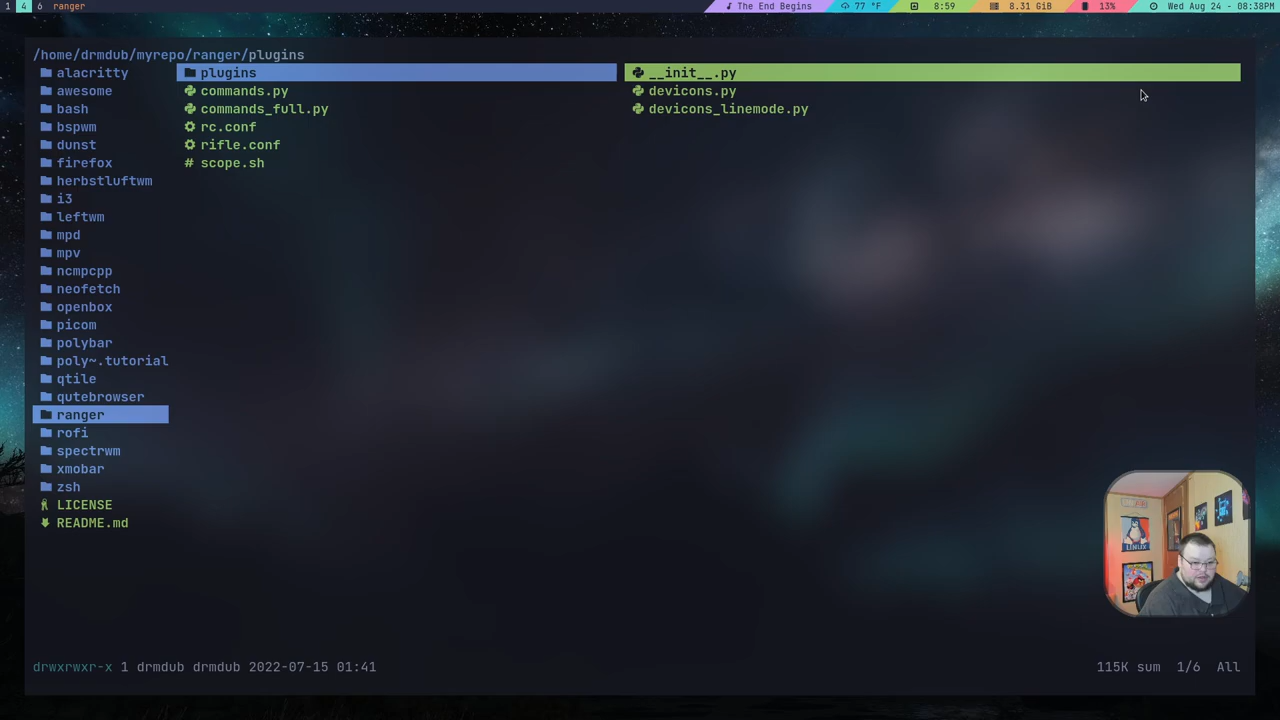 1 4 6 ranger The End Begins 77 °F 8:59 8.31 GiB 13% Wed Aug 24 - 08:38PM
/home/drmdub/myrepo/ranger/plugins
alacritty
awesome
bash
bspwm
dunst
firefox
herbstluftwm
i3
leftwm
mpd
mpv
ncmpcpp
neofetch
openbox
picom
polybar
poly~.tutorial
qtile
qutebrowser
ranger
rofi
spectrwm
xmobar
zsh
LICENSE
README.md
plugins
commands.py
commands_full.py
rc.conf
rifle.conf
# scope.sh
__init__.py
devicons.py
devicons_linemode.py
LINUX
drwxrwxr-x 1 drmdub drmdub 2022-07-15 01:41 115K sum 1/6 All